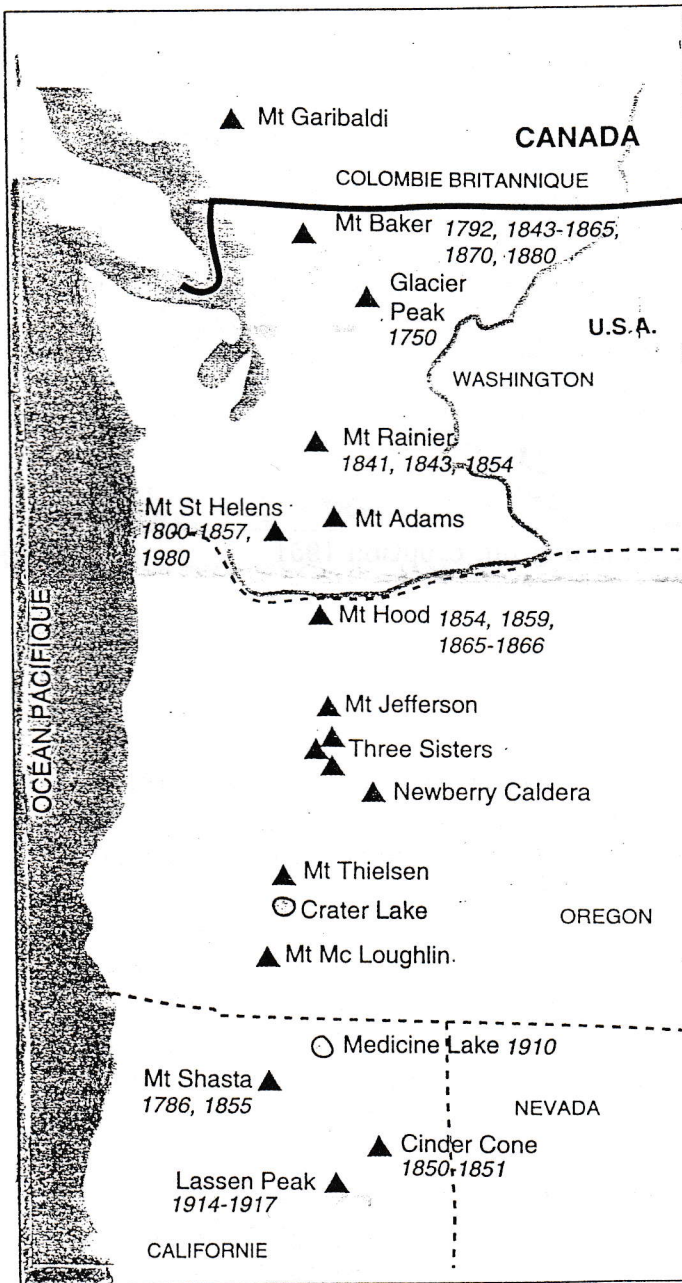 Mt Garibaldi
CANADA
COLOMBIE BRITANNIQUE
Mt Baker 1792, 1843-1865,
1870, 1880
Glacier
Peak
1750
U.S.A.
WASHINGTON
Mt Rainier
1841, 1843, 1854
Mt St Helens
1800-1857,
1980
Mt Adams
Mt Hood 1854, 1859,
1865-1866
OCÉAN PACIFIQUE
Mt Jefferson
Three Sisters
Newberry Caldera
Mt Thielsen
Crater Lake
OREGON
Mt Mc Loughlin
Medicine Lake 1910
Mt Shasta
1786, 1855
NEVADA
Cinder Cone
1850-1851
Lassen Peak
1914-1917
CALIFORNIE